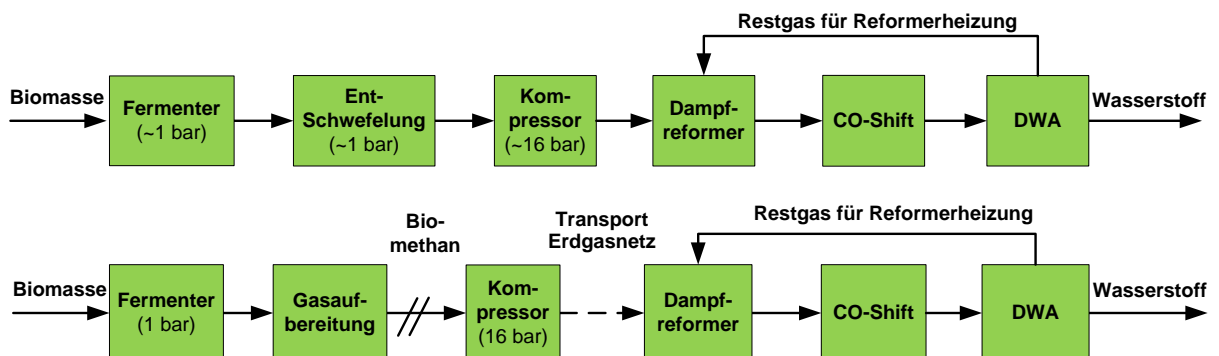 Restgas für Reformerheizung
Biomasse
Fermenter
(~1 bar)
Ent-
Schwefelung
(~1 bar)
Kom-
pressor
(~16 bar)
Dampf-
reformer
CO-Shift
DWA
Wasserstoff
Bio-
methan
Transport
Erdgasnetz
Restgas für Reformerheizung
Biomasse
Fermenter
(1 bar)
Gasauf-
bereitung
Kom-
pressor
(16 bar)
Dampf-
reformer
CO-Shift
DWA
Wasserstoff